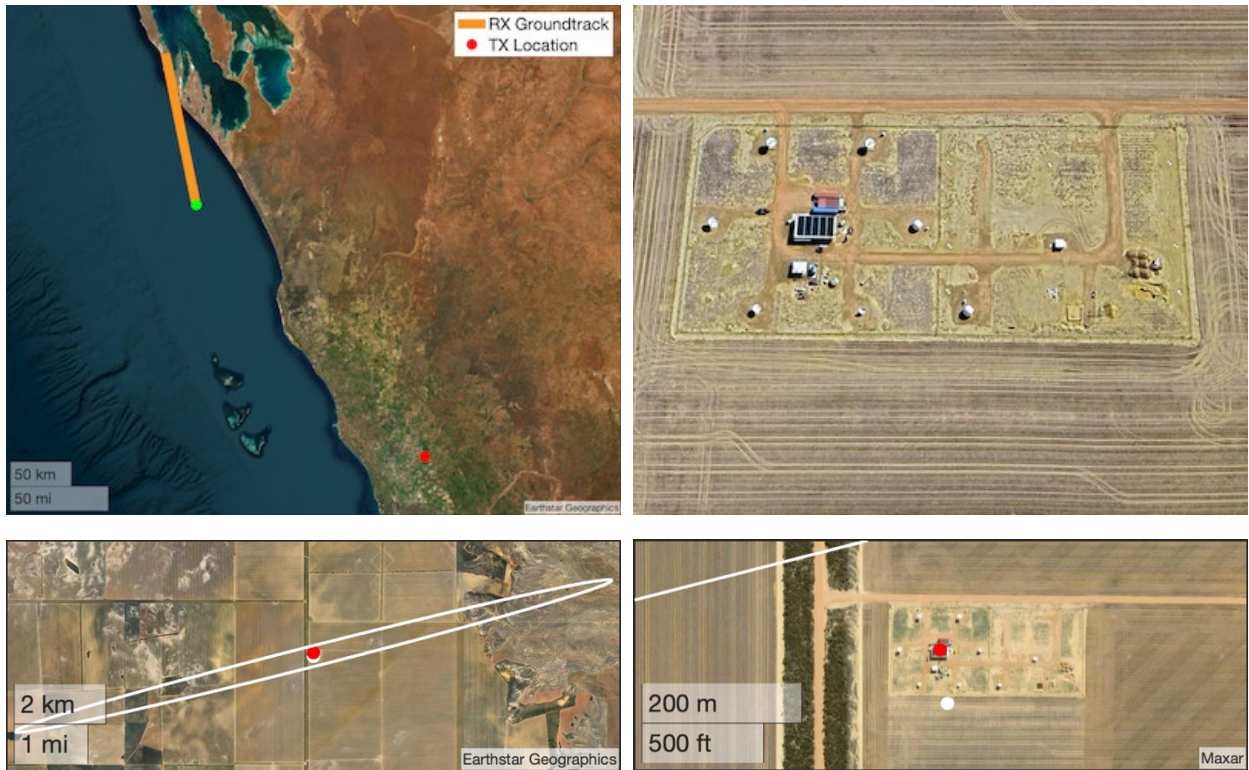 RX Groundtrack
TX Location
50 km
50 mi
Earthstar Geographics
2 km
1 mi
Earthstar Geographics
200 m
500 ft
Maxar